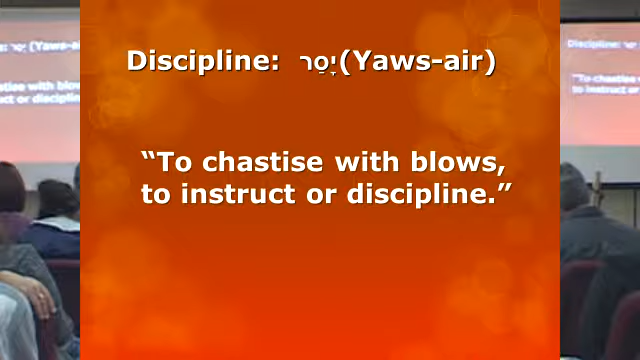 Discipline: יָסַר (Yaws-air)
“To chastise with blows,
to instruct or discipline.”